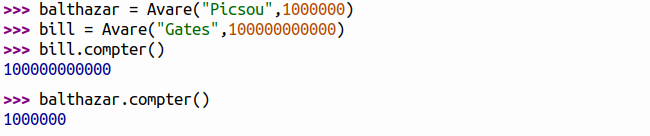 >>> balthazar = Avare("Picsou",1000000)
>>> bill = Avare("Gates",100000000000)
>>> bill.compter()
100000000000
>>> balthazar.compter()
1000000